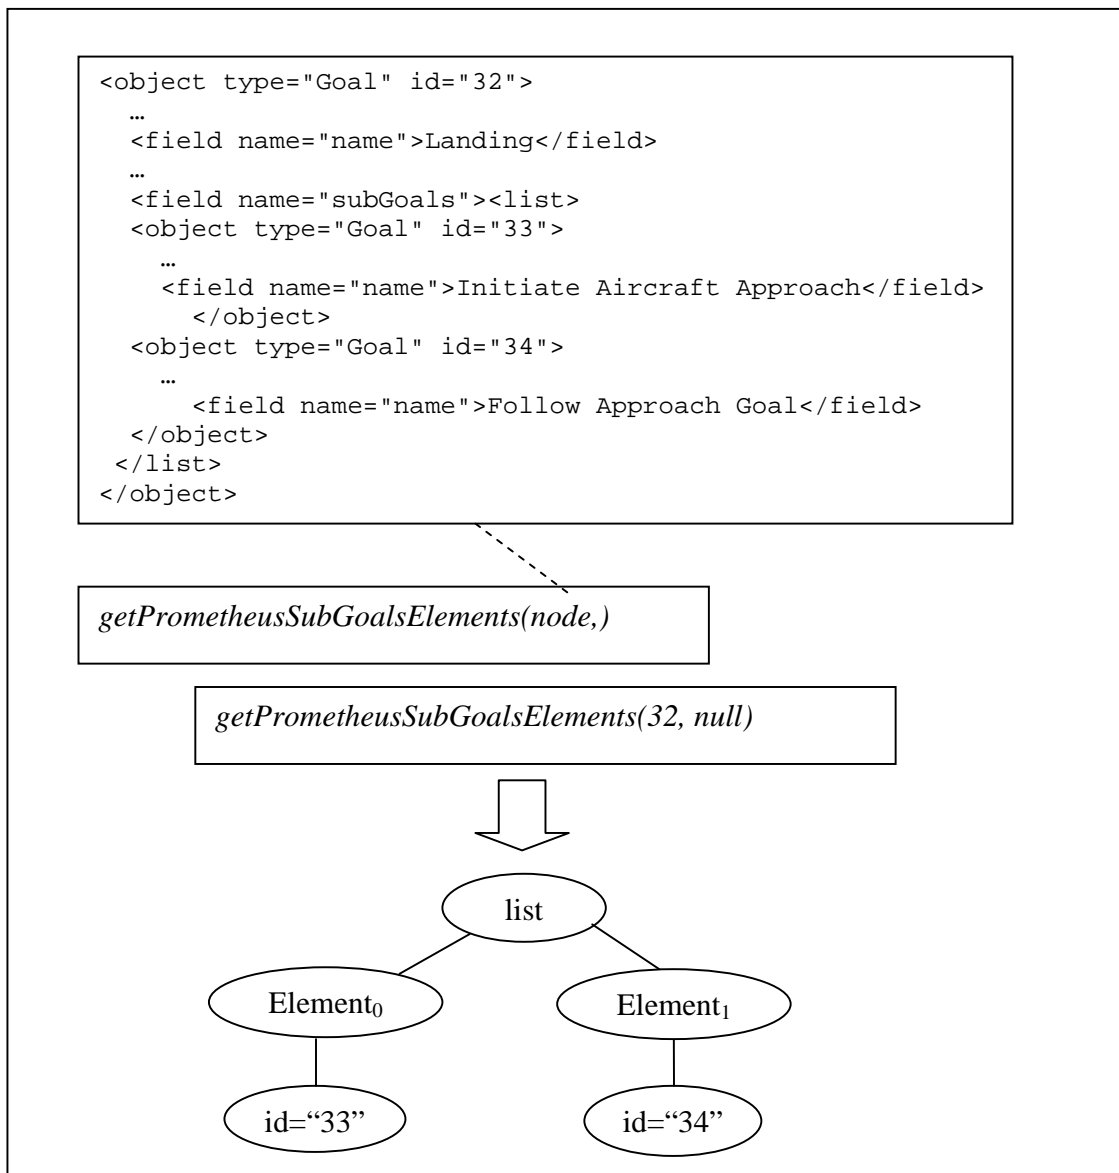 <object type="Goal" id="32">
…
<field name="name">Landing</field>
…
<field name="subGoals"><list>
<object type="Goal" id="33">
…
<field name="name">Initiate Aircraft Approach</field>
</object>
<object type="Goal" id="34">
…
<field name="name">Follow Approach Goal</field>
</object>
</list>
</object>
getPrometheusSubGoalsElements(node,)
getPrometheusSubGoalsElements(32, null)
list
Element₀ Element₁
id=“33” id=“34”